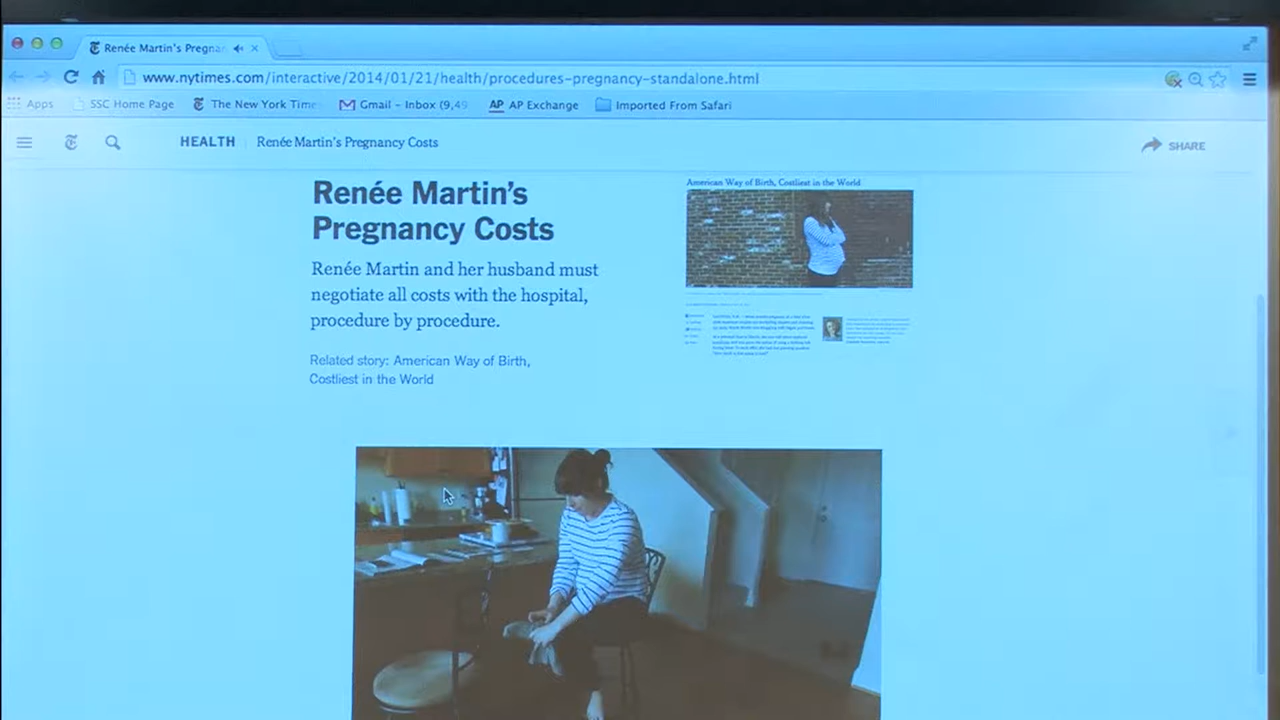 Renée Martin's Pregnan
www.nytimes.com/interactive/2014/01/21/health/procedures-pregnancy-standalone.html
Apps SSC Home Page The New York Time Gmail – Inbox (9,49 AP AP Exchange Imported From Safari
HEALTH Renée Martin's Pregnancy Costs SHARE
Renée Martin's
Pregnancy Costs
Renée Martin and her husband must
negotiate all costs with the hospital,
procedure by procedure.
Related story: American Way of Birth,
Costliest in the World
American Way of Birth, Costliest in the World